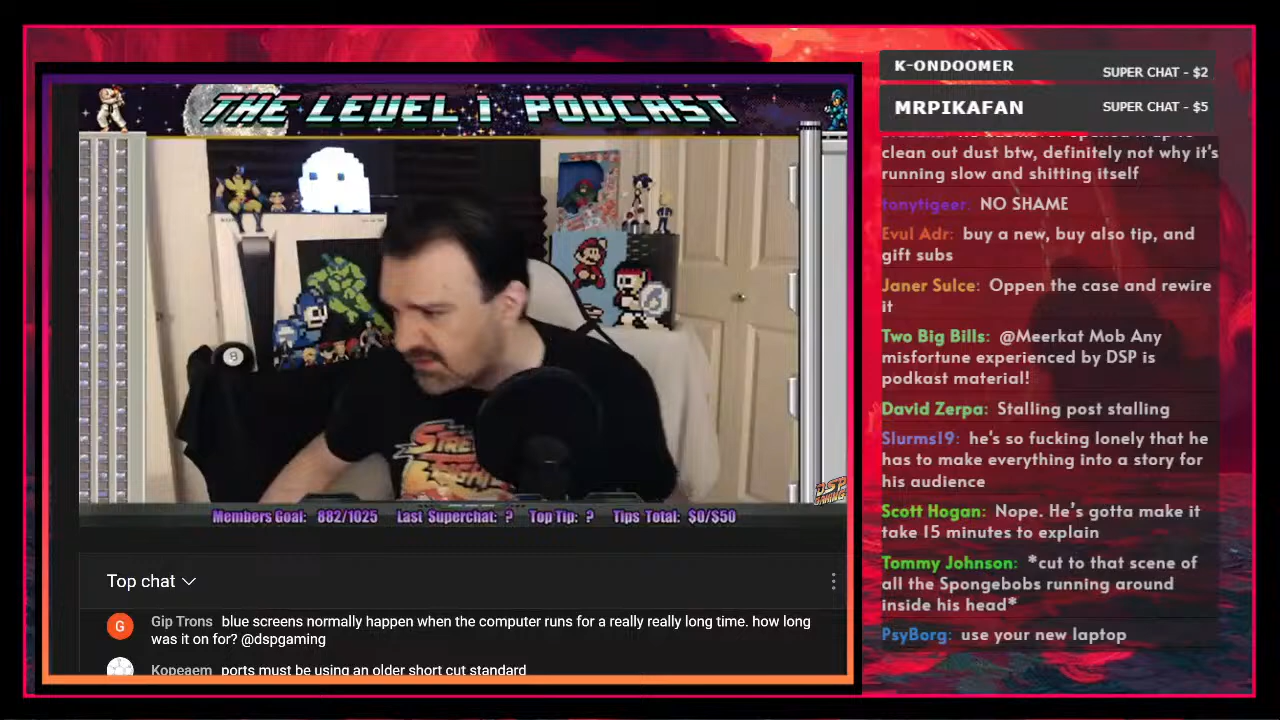 THE LEVEL 1 PODCAST
8
STREET
FIGHTER
DSP
GAMING
Members Goal: 882/1025 Last Superchat: ? Top Tip: ? Tips Total: $0/$50
Top chat
G
Gip Trons blue screens normally happen when the computer runs for a really really long time. how long
was it on for? @dspgaming
Kopeaem ports must be using an older short cut standard
K-ONDOOMER SUPER CHAT - $2
MRPIKAFAN SUPER CHAT - $5
clean out dust btw, definitely not why it's
running slow and shitting itself
tonytigeer: NO SHAME
Evul Adr: buy a new, buy also tip, and
gift subs
Janer Sulce: Oppen the case and rewire
it
Two Big Bills: @Meerkat Mob Any
misfortune experienced by DSP is
podkast material!
David Zerpa: Stalling post stalling
Slurms19: he's so fucking lonely that he
has to make everything into a story for
his audience
Scott Hogan: Nope. He's gotta make it
take 15 minutes to explain
Tommy Johnson: *cut to that scene of
all the Spongebobs running around
inside his head*
PsyBorg: use your new laptop